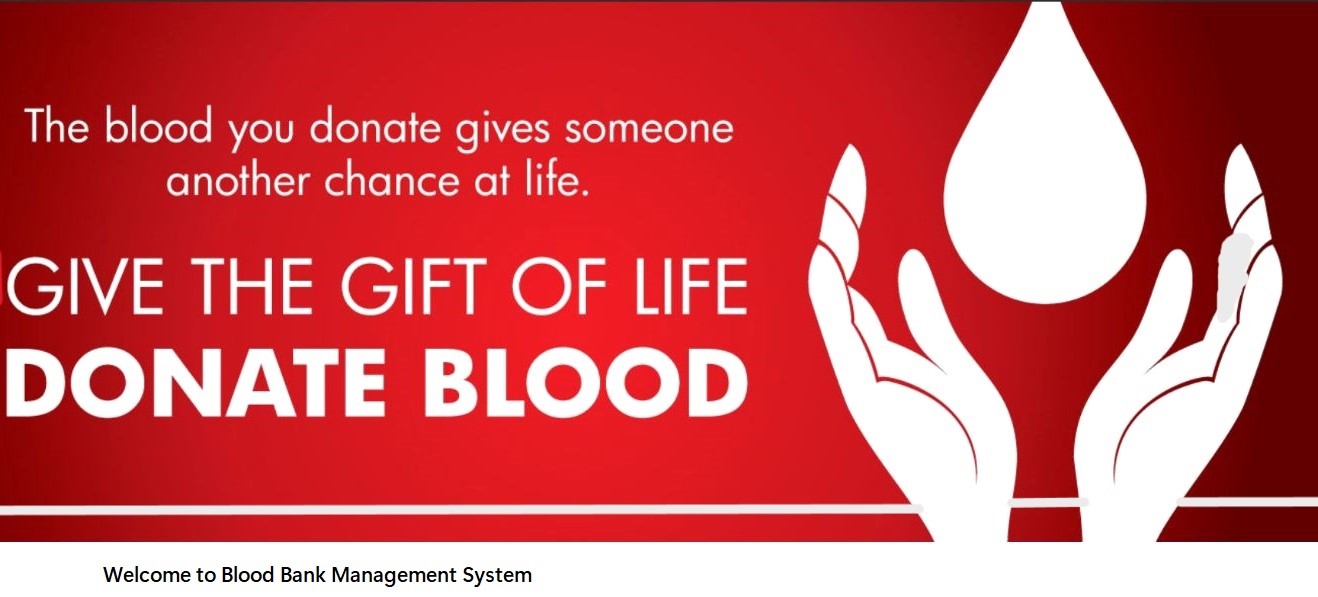 The blood you donate gives someone
another chance at life.
GIVE THE GIFT OF LIFE
DONATE BLOOD
Welcome to Blood Bank Management System